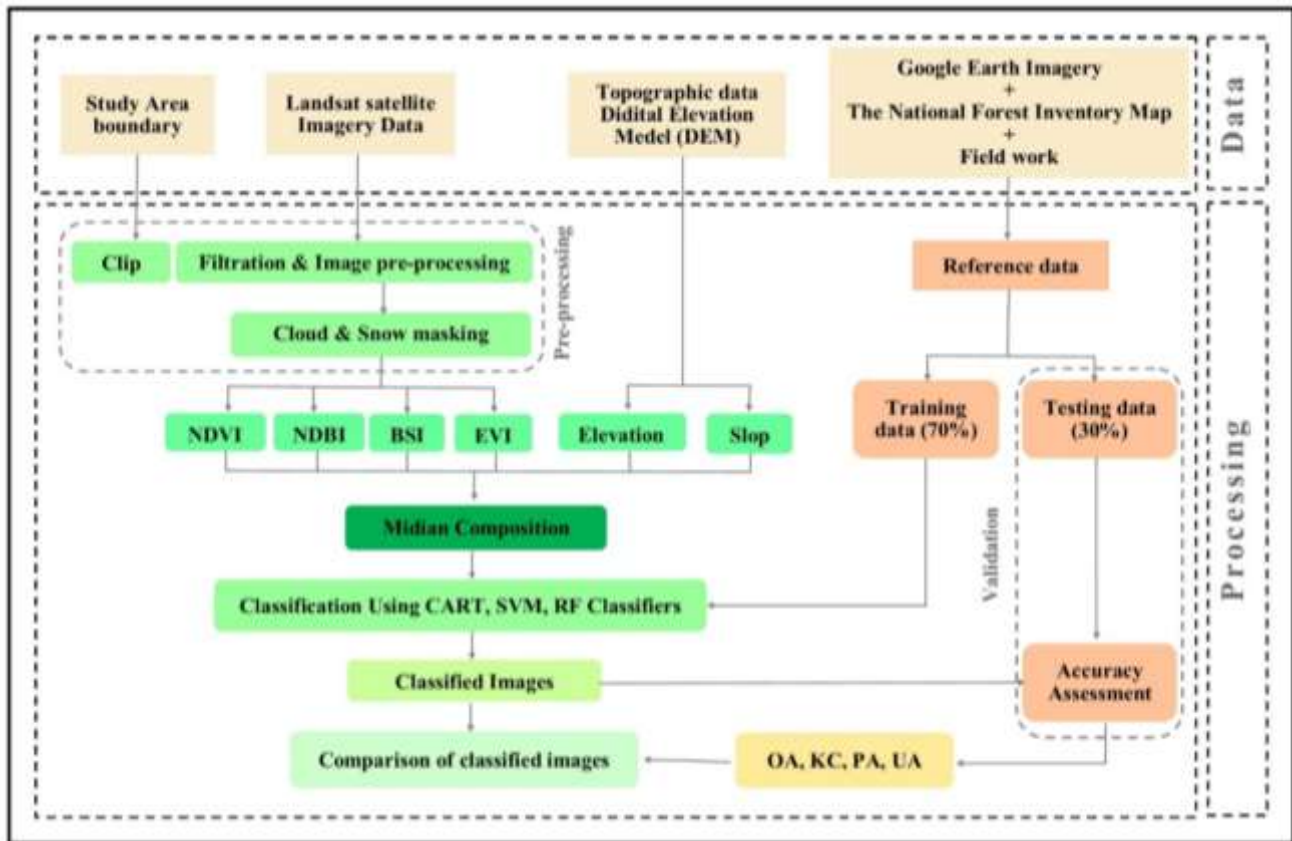 Study Area
boundary
Landsat satellite
Imagery Data
Topographic data
Didital Elevation
Medel (DEM)
Google Earth Imagery
+
The National Forest Inventory Map
+
Field work
Data
Clip
Filtration & Image pre-processing
Cloud & Snow masking
Pre-processing
Reference data
NDVI
NDBI
BSI
EVI
Elevation
Slop
Training
data (70%)
Testing data
(30%)
Midian Composition
Validation
Processing
Classification Using CART, SVM, RF Classifiers
Classified Images
Accuracy
Assessment
Comparison of classified images
OA, KC, PA, UA